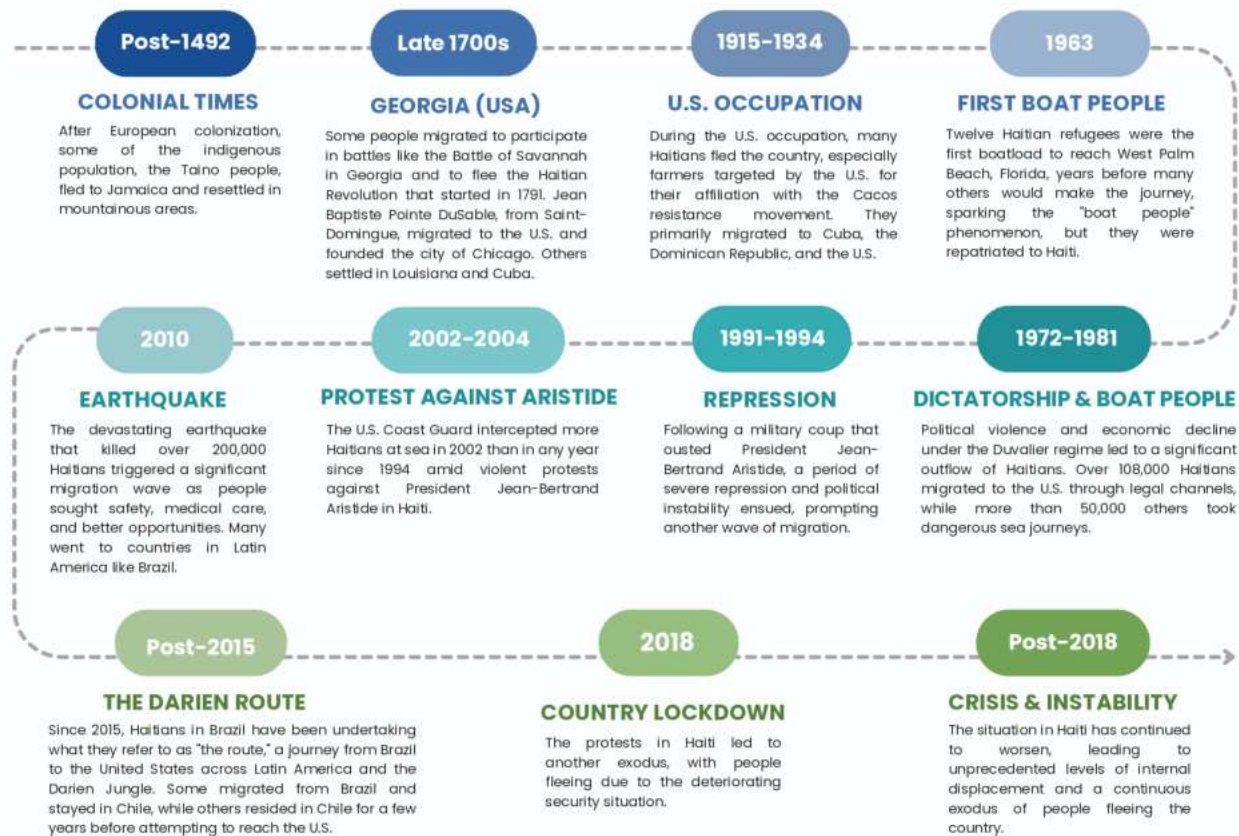 Post-1492
COLONIAL TIMES
After European colonization,
some of the indigenous
population, the Taino people,
fled to Jamaica and resettled in
mountainous areas.
Late 1700s
GEORGIA (USA)
Some people migrated to participate
in battles like the Battle of Savannah
in Georgia and to flee the Haitian
Revolution that started in 1791. Jean
Baptiste Pointe DuSable, from Saint-
Domingue, migrated to the U.S. and
founded the city of Chicago. Others
settled in Louisiana and Cuba.
1915-1934
U.S. OCCUPATION
During the U.S. occupation, many
Haitians fled the country, especially
farmers targeted by the U.S. for
their affiliation with the Cacos
resistance movement. They
primarily migrated to Cuba, the
Dominican Republic, and the U.S.
1963
FIRST BOAT PEOPLE
Twelve Haitian refugees were the
first boatload to reach West Palm
Beach, Florida, years before many
others would make the journey,
sparking the "boat people"
phenomenon, but they were
repatriated to Haiti.
1972-1981
DICTATORSHIP & BOAT PEOPLE
Political violence and economic decline
under the Duvalier regime led to a significant
outflow of Haitians. Over 108,000 Haitians
migrated to the U.S. through legal channels,
while more than 50,000 others took
dangerous sea journeys.
1991-1994
REPRESSION
Following a military coup that
ousted President Jean-
Bertrand Aristide, a period of
severe repression and political
instability ensued, prompting
another wave of migration.
2002-2004
PROTEST AGAINST ARISTIDE
The U.S. Coast Guard intercepted more
Haitians at sea in 2002 than in any year
since 1994 amid violent protests
against President Jean-Bertrand
Aristide in Haiti.
2010
EARTHQUAKE
The devastating earthquake
that killed over 200,000
Haitians triggered a significant
migration wave as people
sought safety, medical care,
and better opportunities. Many
went to countries in Latin
America like Brazil.
Post-2015
THE DARIEN ROUTE
Since 2015, Haitians in Brazil have been undertaking
what they refer to as "the route," a journey from Brazil
to the United States across Latin America and the
Darien Jungle. Some migrated from Brazil and
stayed in Chile, while others resided in Chile for a few
years before attempting to reach the U.S.
2018
COUNTRY LOCKDOWN
The protests in Haiti led to
another exodus, with people
fleeing due to the deteriorating
security situation.
Post-2018
CRISIS & INSTABILITY
The situation in Haiti has continued
to worsen, leading to
unprecedented levels of internal
displacement and a continuous
exodus of people fleeing the
country.